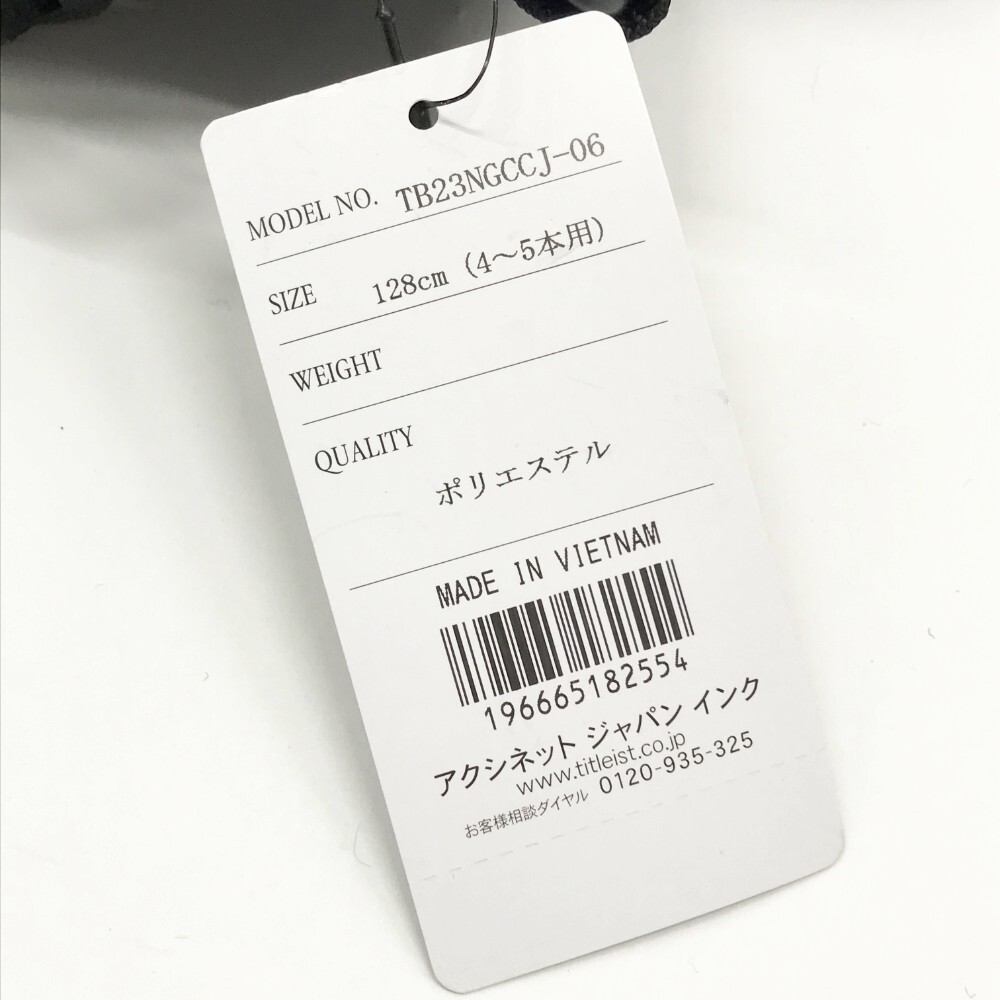 MODEL NO. TB23NGCCJ-06
SIZE 128cm (4～5本用)
WEIGHT
QUALITY
ポリエステル
MADE IN VIETNAM
196665182554
アクシネット ジャパン インク
www.titleist.co.jp
お客様相談ダイヤル 0120-935-325